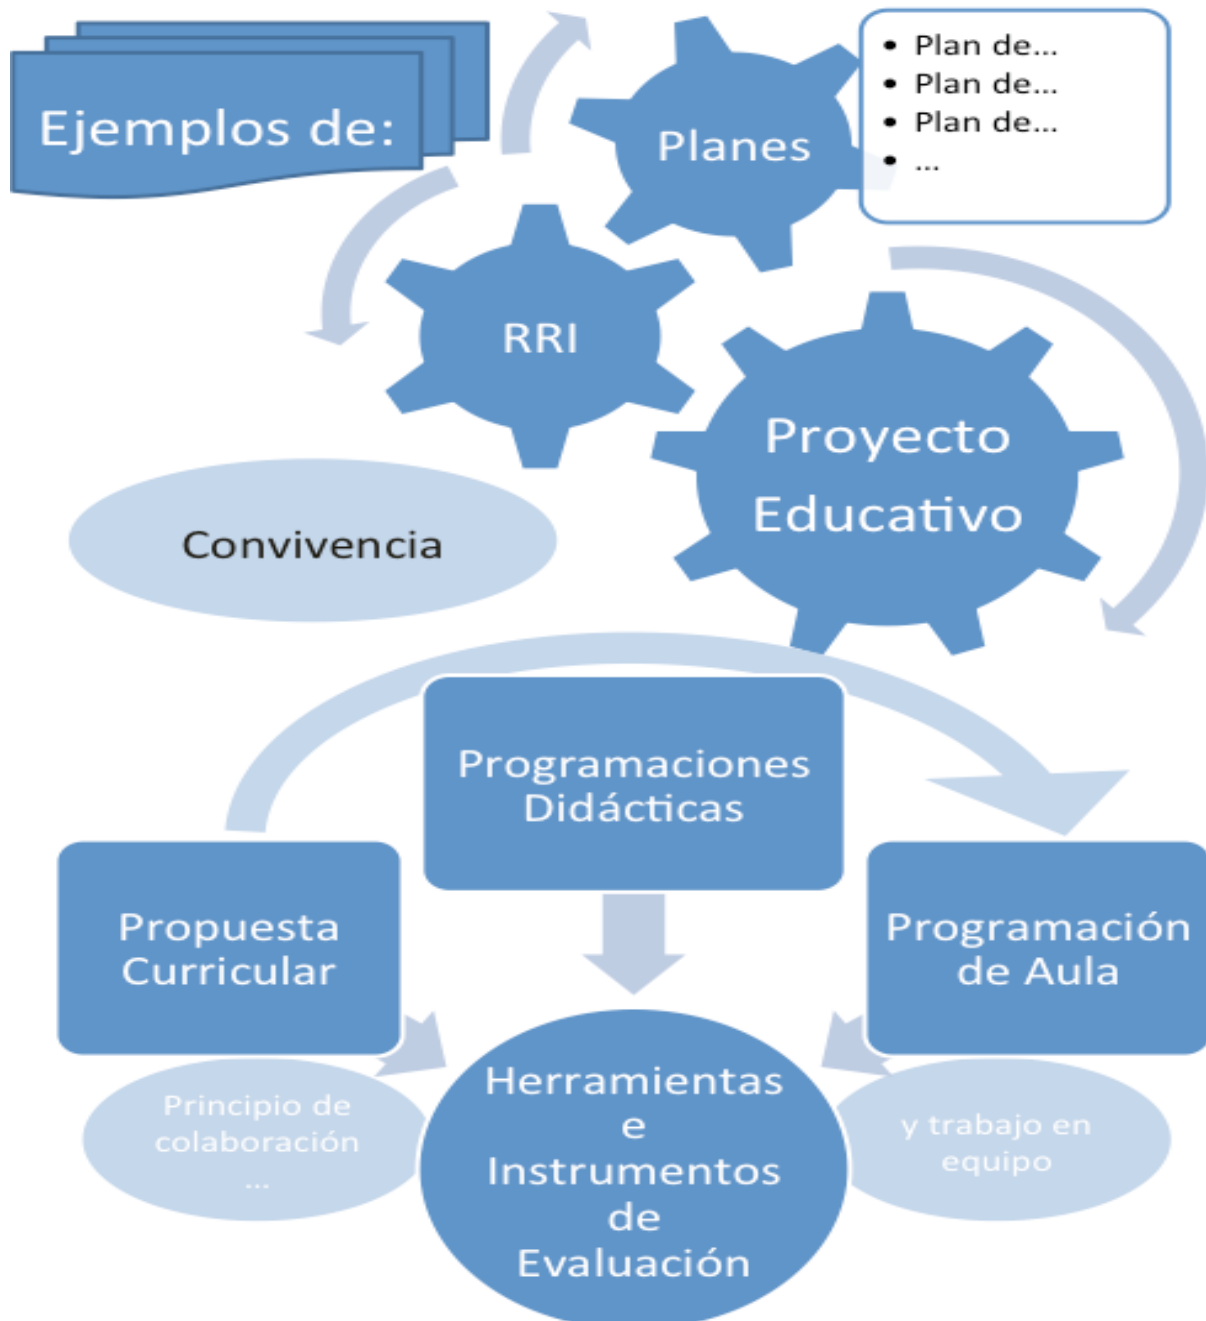 Ejemplos de:
Planes
• Plan de...
• Plan de...
• Plan de...
• ...
RRI
Proyecto
Educativo
Convivencia
Programaciones
Didácticas
Propuesta
Curricular
Programación
de Aula
Principio de
colaboración
...
Herramientas
e
Instrumentos
de
Evaluación
y trabajo en
equipo